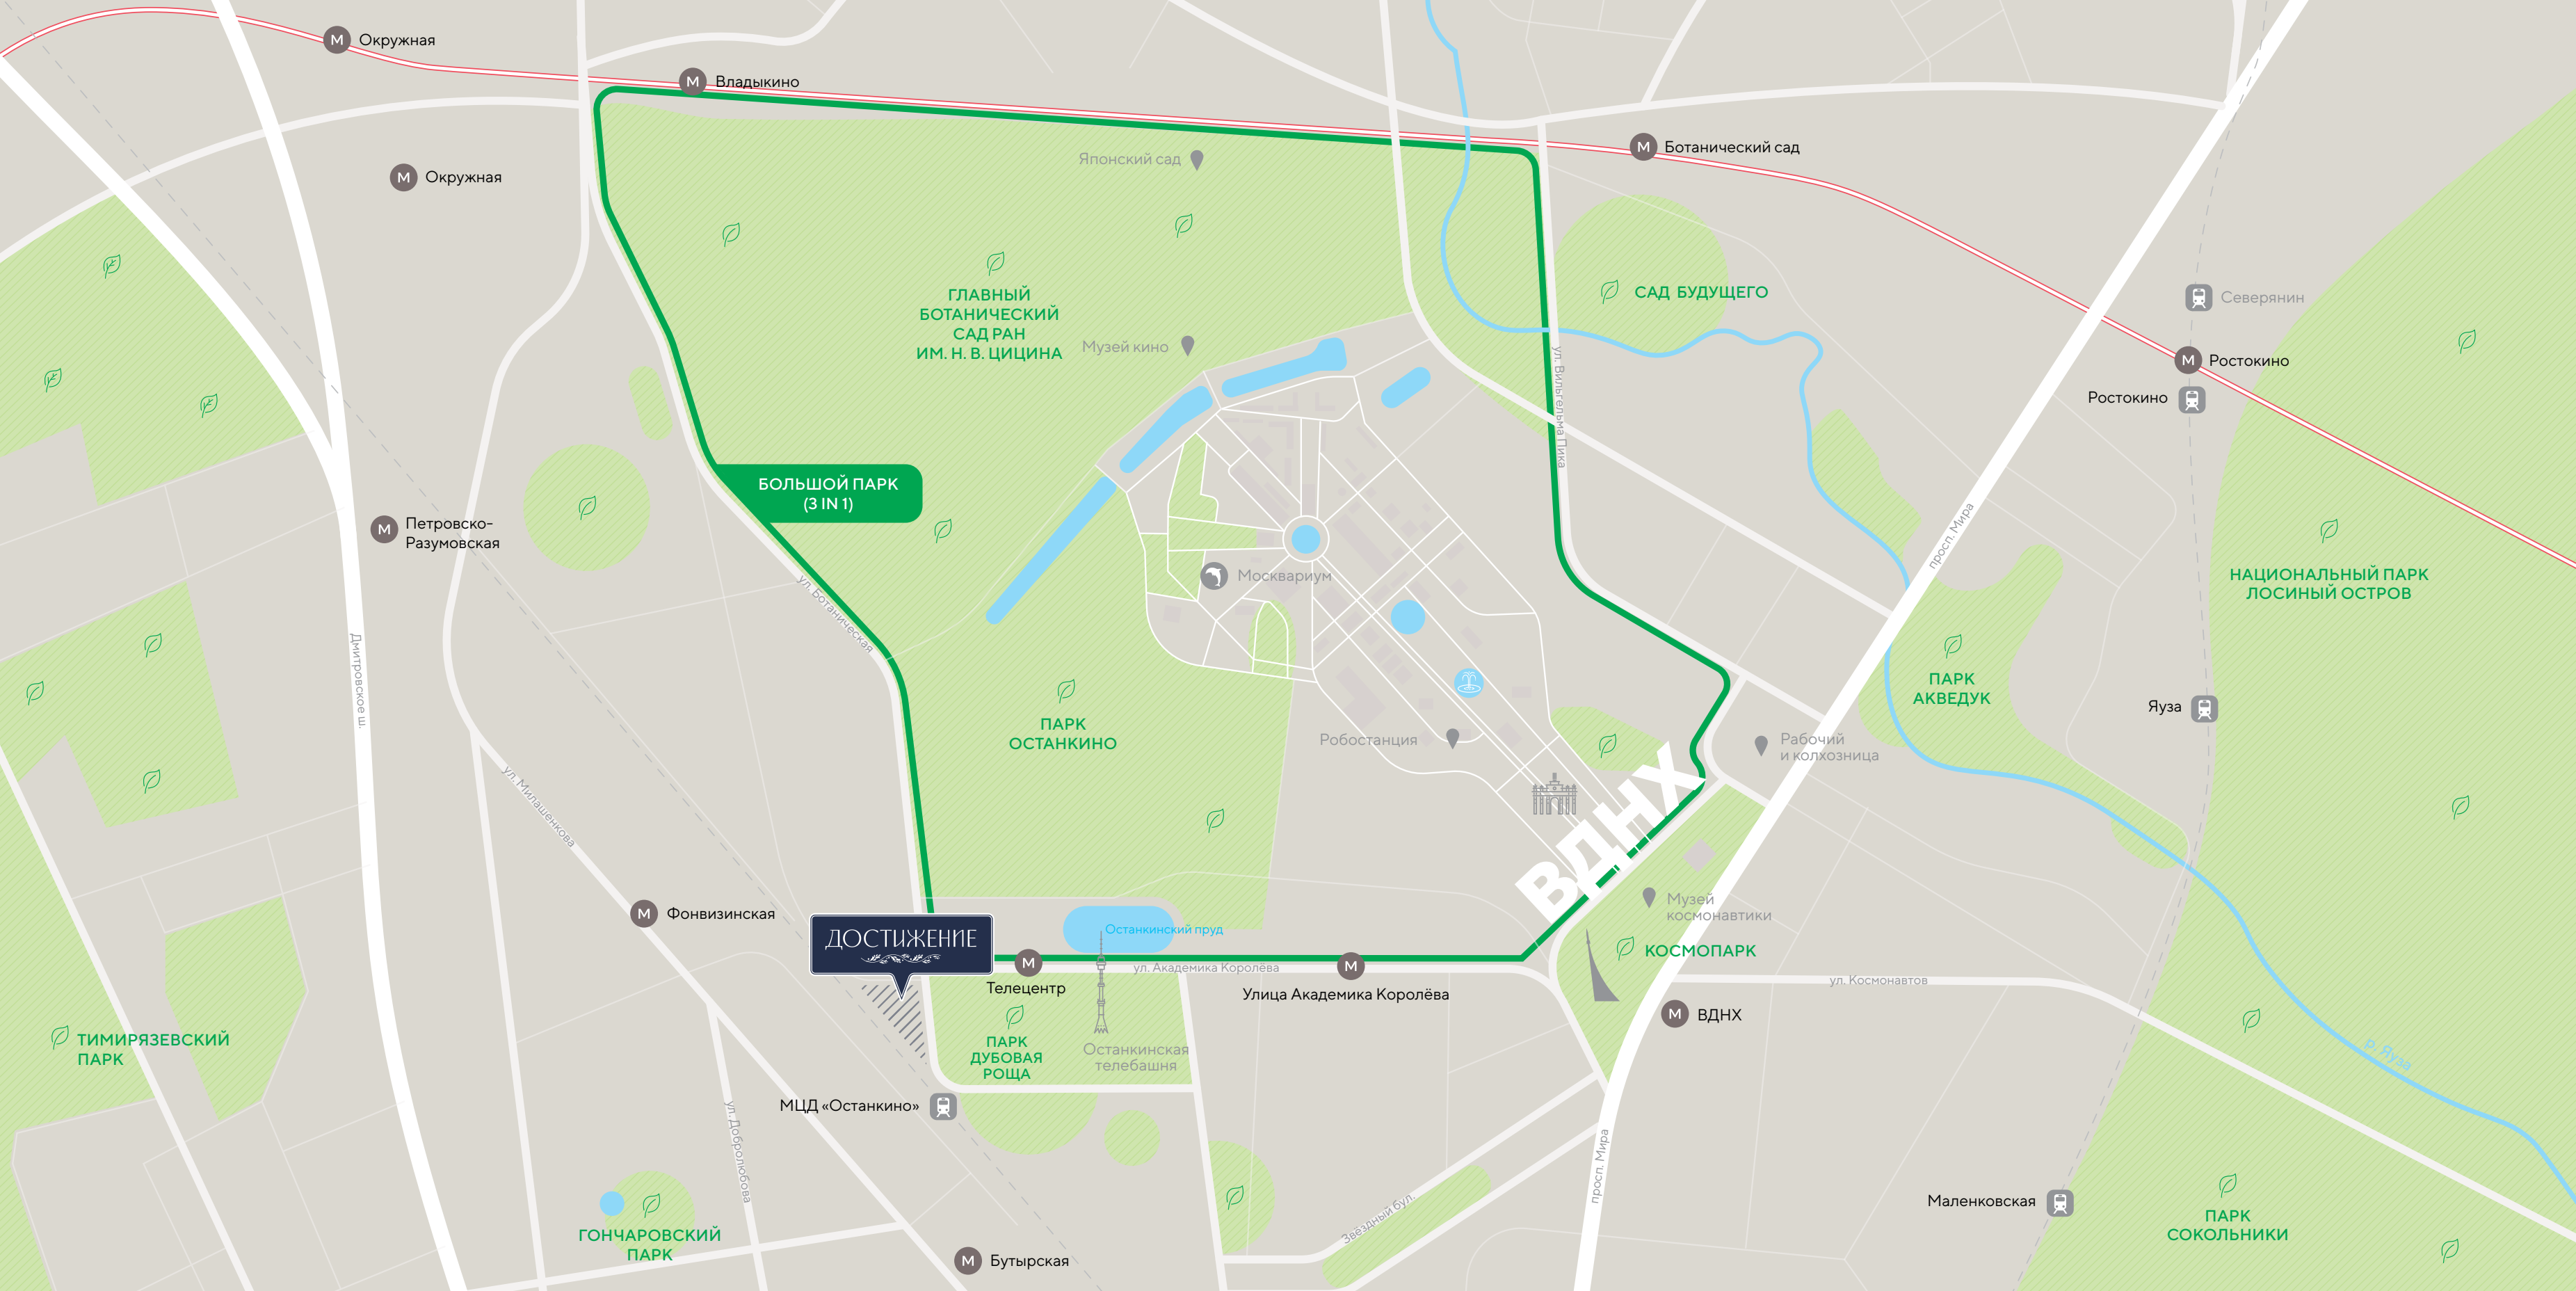 Окружная
Владыкино
Ботанический сад
Японский сад
Окружная
ГЛАВНЫЙ
БОТАНИЧЕСКИЙ
САД РАН
ИМ. Н. В. ЦИЦИНА
САД БУДУЩЕГО
Северянин
Музей кино
Ростокино
Ростокино
ул. Вильгельма Пика
БОЛЬШОЙ ПАРК
(3 IN 1)
Петровско-
Разумовская
просп. Мира
Москвариум
НАЦИОНАЛЬНЫЙ ПАРК
ЛОСИНЫЙ ОСТРОВ
ул. Ботаническая
Дмитровское ш.
ПАРК
АКВЕДУК
Яуза
ПАРК
ОСТАНКИНО
Робостанция
Рабочий
и колхозница
ул. Милашенкова
ВДНХ
Фонвизинская
Музей
космонавтики
ДОСТИЖЕНИЕ
Останкинский пруд
КОСМОПАРК
ул. Академика Королёва
Телецентр
Улица Академика Королёва
ул. Космонавтов
ВДНХ
ТИМИРЯЗЕВСКИЙ
ПАРК
ПАРК
ДУБОВАЯ
РОЩА
Останкинская
телебашня
р. Яуза
МЦД «Останкино»
ул. Добролюбова
просп. Мира
Звёздный бул.
Маленковская
ПАРК
СОКОЛЬНИКИ
ГОНЧАРОВСКИЙ
ПАРК
Бутырская